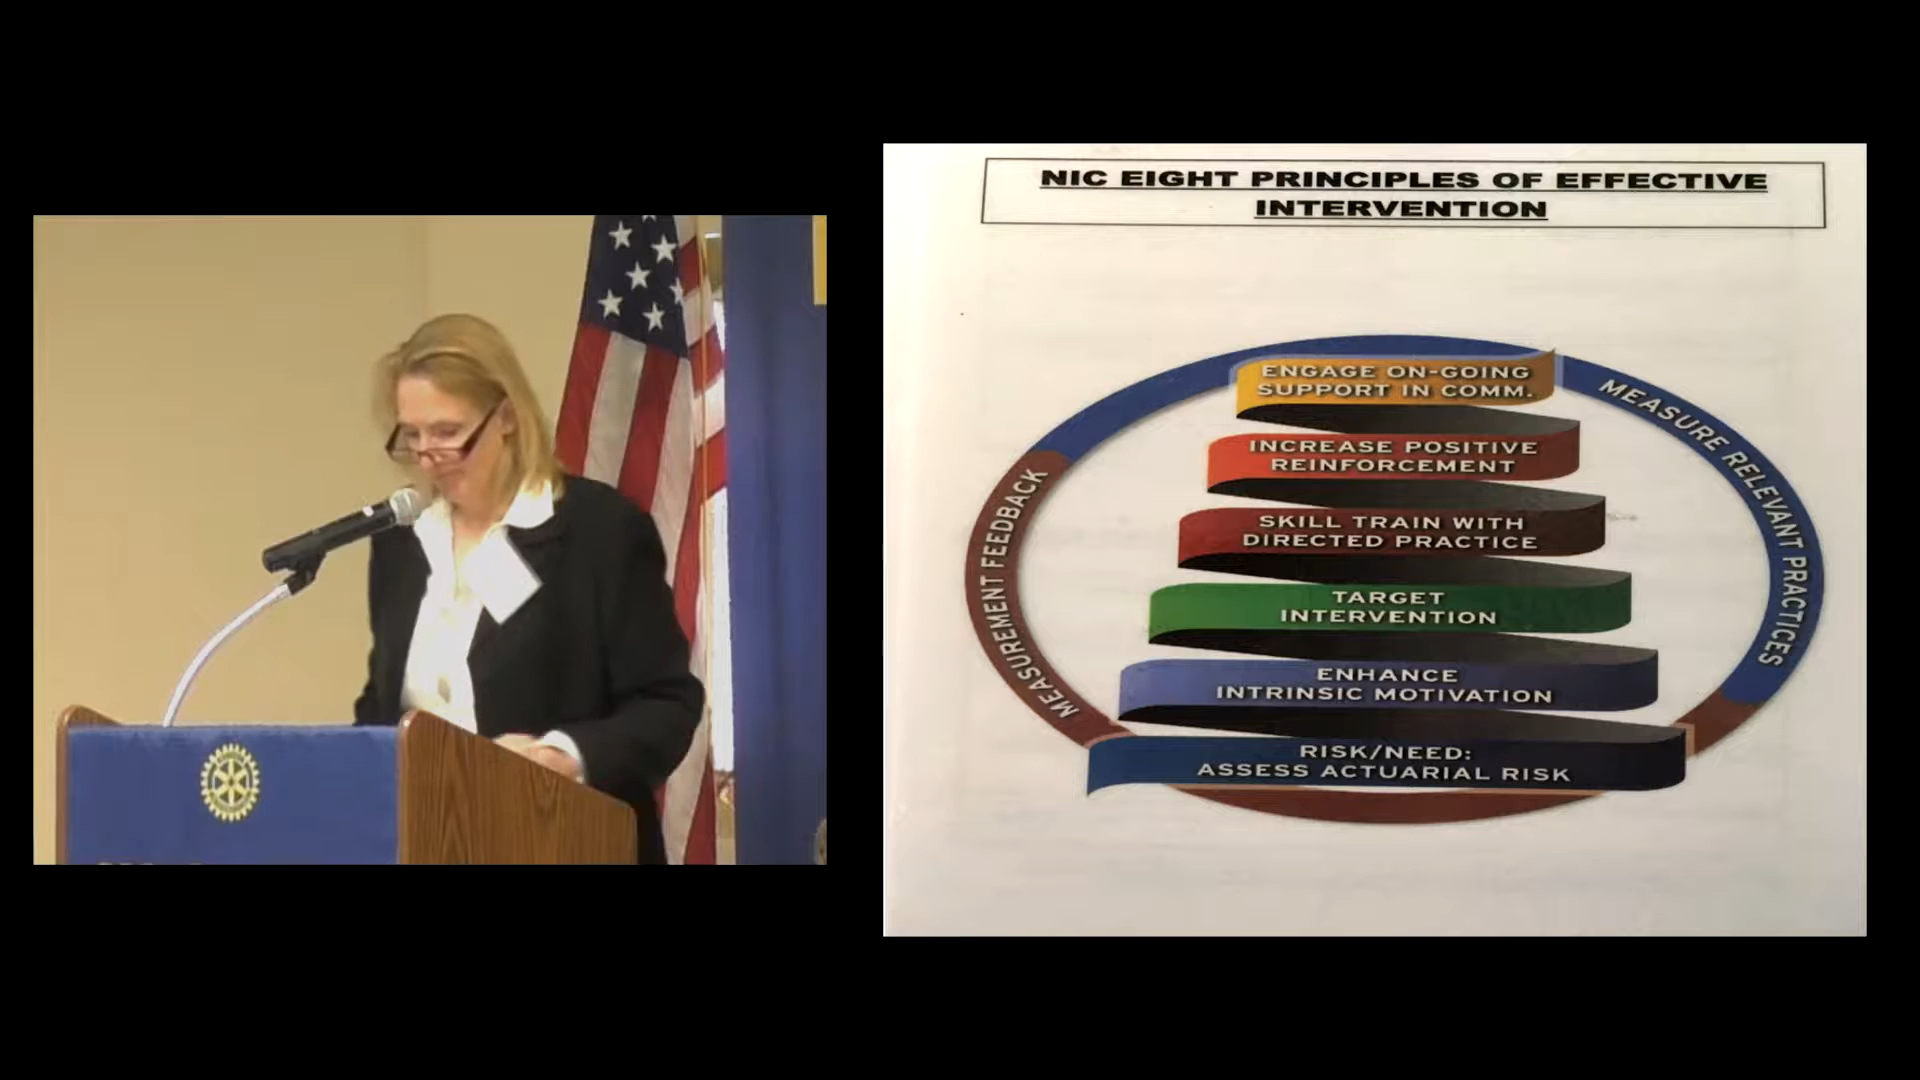 NIC EIGHT PRINCIPLES OF EFFECTIVE
INTERVENTION
ENGAGE ON-GOING
SUPPORT IN COMM.
INCREASE POSITIVE
REINFORCEMENT
SKILL TRAIN WITH
DIRECTED PRACTICE
TARGET
INTERVENTION
ENHANCE
INTRINSIC MOTIVATION
RISK/NEED:
ASSESS ACTUARIAL RISK
MEASUREMENT FEEDBACK
MEASURE RELEVANT PRACTICES